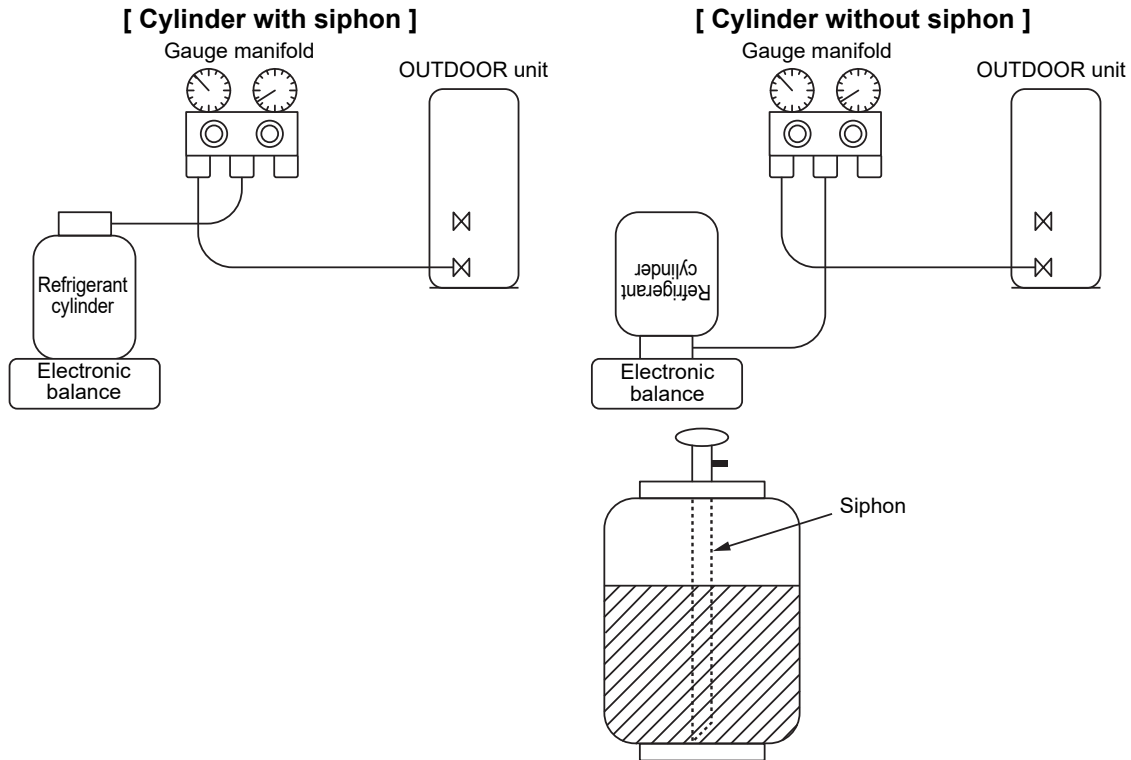 [ Cylinder with siphon ]
Gauge manifold
OUTDOOR unit
Refrigerant
cylinder
Electronic
balance
[ Cylinder without siphon ]
Gauge manifold
OUTDOOR unit
Refrigerant
cylinder
Electronic
balance
Siphon